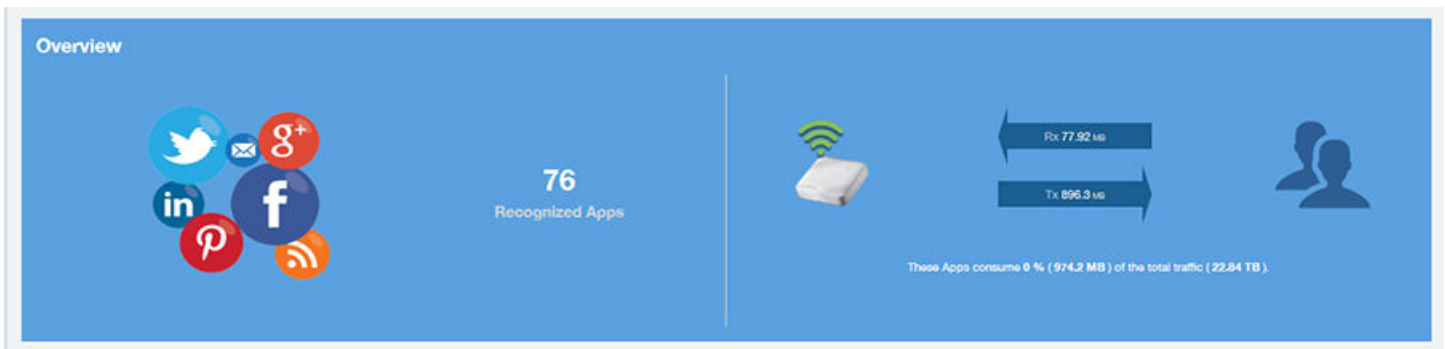 Overview
g+
in
f
76
Recognized Apps
Rx 77.92 MB
Tx 896.3 MB
These Apps consume 0 % ( 974.2 MB ) of the total traffic ( 22.84 TB ).